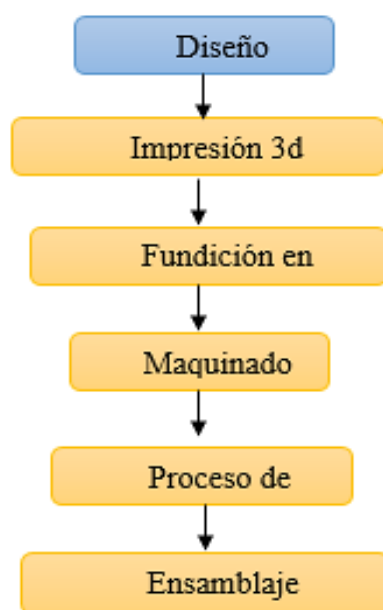 Diseño
Impresión 3d
Fundición en
Maquinado
Proceso de
Ensamblaje